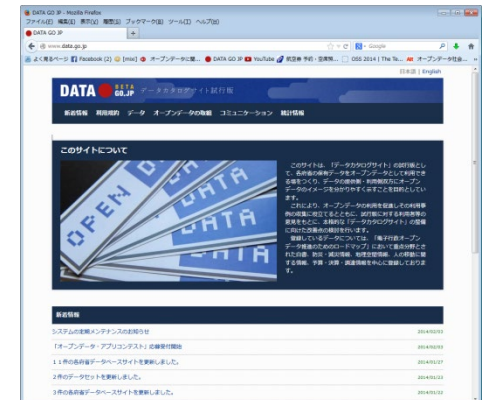 DATA GO JP - Mozilla Firefox
ファイル(F) 編集(E) 表示(V) 履歴(S) ブックマーク(B) ツール(T) ヘルプ(H)
DATA GO JP
www.data.go.jp
Google
よく見るページ Facebook (2) [misc] オープンデータに関... DATA GO JP YouTube 航空券 予約・空席照... OSS 2014 | The Ta... オープンデータ社会...
日本語 | English
DATA GO.JP BETA データカタログサイト試行版
新着情報 利用規約 データ オープンデータの取組 コミュニケーション 統計情報
このサイトについて
OPEN DATA
このサイトは、「データカタログサイト」の試行版とし
て、各府省の保有データをオープンデータとして利用でき
る場をつくり、データの提供側・利用側双方にオープン
データのイメージを分かりやすく示すことを目的としてい
ます。
これにより、オープンデータの利用を促進しその利用事
例の収集に役立てるとともに、試行版に対する利用者等の
意見をもとに、本格的な「データカタログサイト」の整備
に向けた改善点の検討を行います。
登録しているデータについては、「電子行政オープン
データ推進のためのロードマップ」において重点分野とさ
れた白書、防災・減災情報、地理空間情報、人の移動に関
する情報、予算・決算・調達情報を中心に登録しておりま
す。
新着情報
システムの定期メンテナンスのお知らせ
「オープンデータ・アプリコンテスト」応募受付開始
11件の各府省データベースサイトを更新しました。 2014/01/27
2件のデータセットを更新しました。
3件の各府省データベースサイトを更新しました。